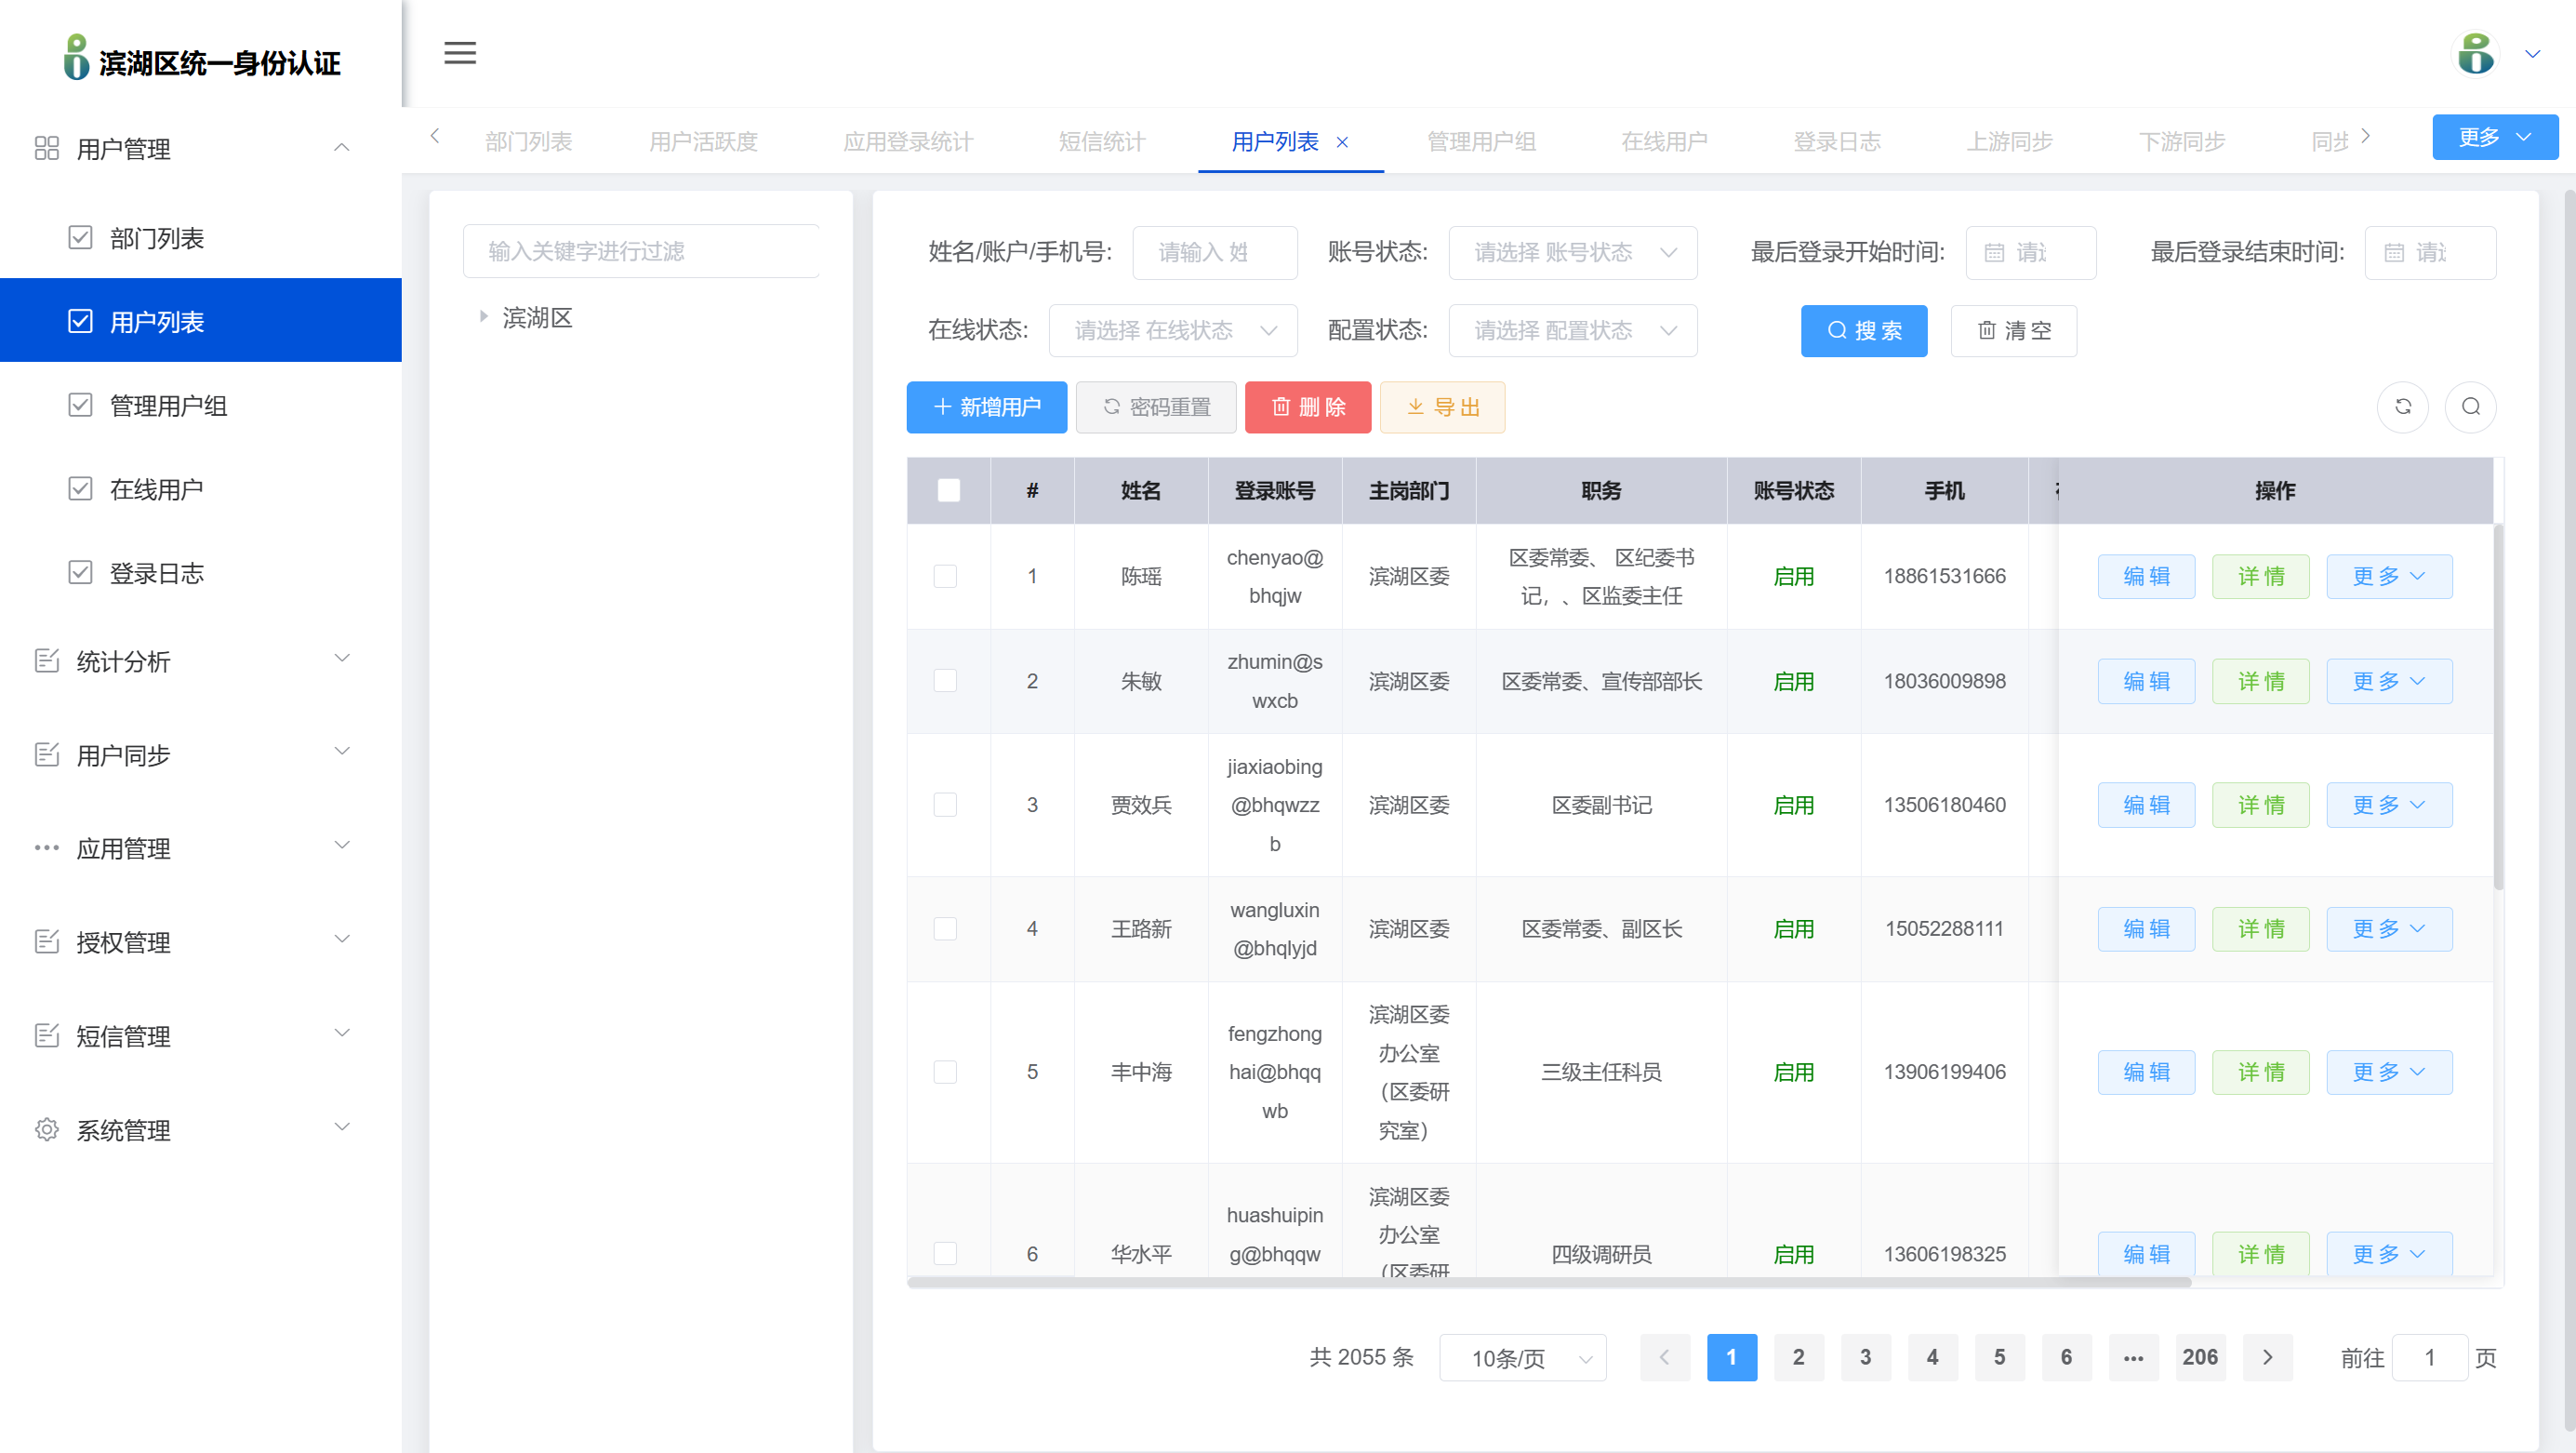 滨湖区统一身份认证
用户管理
部门列表
用户列表
管理用户组
在线用户
登录日志
统计分析
用户同步
应用管理
授权管理
短信管理
系统管理
部门列表 用户活跃度 应用登录统计 短信统计 用户列表 管理用户组 在线用户 登录日志 上游同步 下游同步 同步 更多
输入关键字进行过滤
滨湖区
姓名/账户/手机号: 请输入 姓 账号状态: 请选择 账号状态 最后登录开始时间: 请 最后登录结束时间: 请
在线状态: 请选择 在线状态 配置状态: 请选择 配置状态 搜 索 清 空
新增用户 密码重置 删 除 导 出
# 姓名 登录账号 主岗部门 职务 账号状态 手机 操作
1 陈瑶 chenyao@
bhqjw 滨湖区委 区委常委、 区纪委书
记，、区监委主任 启用 18861531666 编 辑 详 情 更 多
2 朱敏 zhumin@s
wxcb 滨湖区委 区委常委、宣传部部长 启用 18036009898 编 辑 详 情 更 多
3 贾效兵 jiaxiaobing
@bhqwzz
b 滨湖区委 区委副书记 启用 13506180460 编 辑 详 情 更 多
4 王路新 wangluxin
@bhqlyjd 滨湖区委 区委常委、副区长 启用 15052288111 编 辑 详 情 更 多
5 丰中海 fengzhong
hai@bhqq
wb 滨湖区委
办公室
（区委研
究室） 三级主任科员 启用 13906199406 编 辑 详 情 更 多
6 华水平 huashuipin
g@bhqqw 滨湖区委
办公室
（区委研 四级调研员 启用 13606198325 编 辑 详 情 更 多
共 2055 条 10条/页 1 2 3 4 5 6 ••• 206 前往 1 页